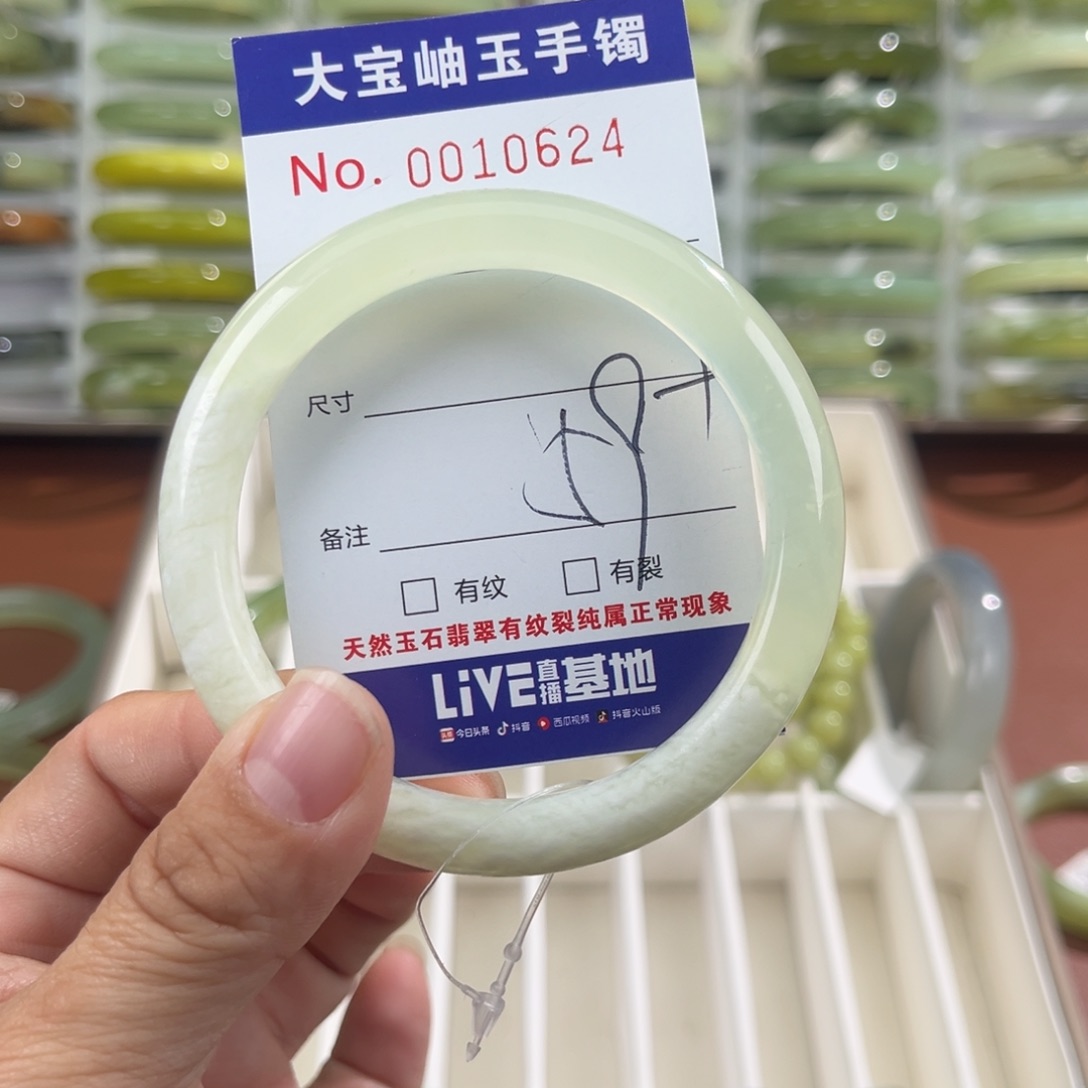 大宝岫玉手镯
No. 0010624
尺寸
备注
□ 有纹 □ 有裂
天然玉石翡翠有纹裂纯属正常现象
LiVE直播基地
今日头条 抖音 西瓜视频 抖音火山版